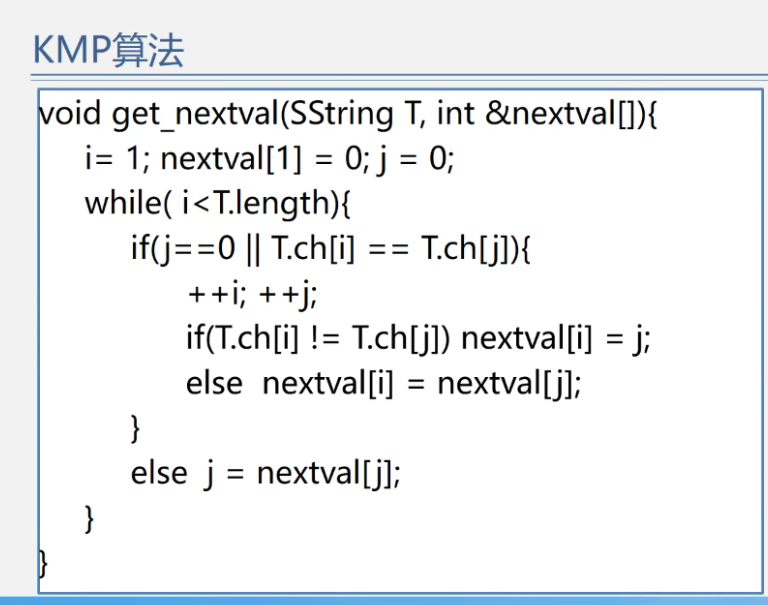 KMP算法
void get_nextval(SString T, int &nextval[]){
i= 1; nextval[1] = 0; j = 0;
while( i<T.length){
if(j==0 || T.ch[i] == T.ch[j]){
++i; ++j;
if(T.ch[i] != T.ch[j]) nextval[i] = j;
else  nextval[i] = nextval[j];
}
else  j = nextval[j];
}
}